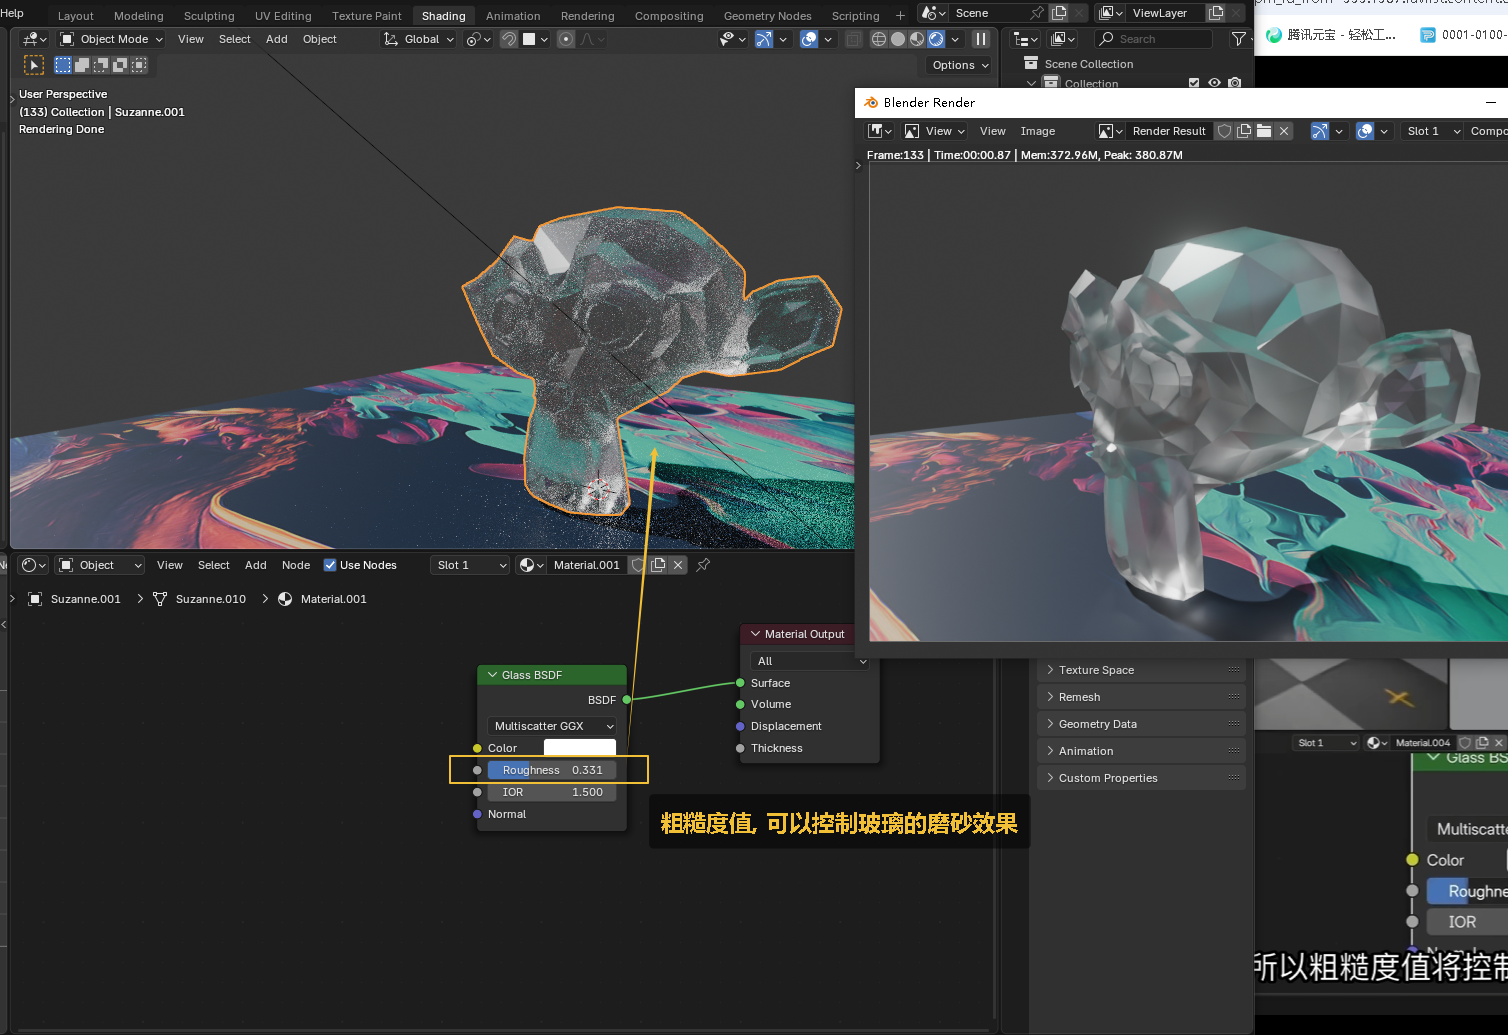 Help
Layout
Modeling
Sculpting
UV Editing
Texture Paint
Shading
Animation
Rendering
Compositing
Geometry Nodes
Scripting
+
Scene
ViewLayer
腾讯元宝 - 轻松工...
0001-0100-
Object Mode
View
Select
Add
Object
Global
Search
Options
Scene Collection
Collection
User Perspective
(133) Collection | Suzanne.001
Rendering Done
Blender Render
View
View
Image
Render Result
Slot 1
Compo
Frame:133 | Time:00:00.87 | Mem:372.96M, Peak: 380.87M
Object
View
Select
Add
Node
Use Nodes
Slot 1
Material.001
Suzanne.001 > Suzanne.010 > Material.001
Glass BSDF
BSDF
Multiscatter GGX
Color
Roughness 0.331
IOR 1.500
Normal
Material Output
All
Surface
Volume
Displacement
Thickness
粗糙度值, 可以控制玻璃的磨砂效果
Texture Space
Remesh
Geometry Data
Animation
Custom Properties
Slot 1
Material.004
Glass BS
Multiscatte
Color
Roughne
IOR
所以粗糙度值将控制